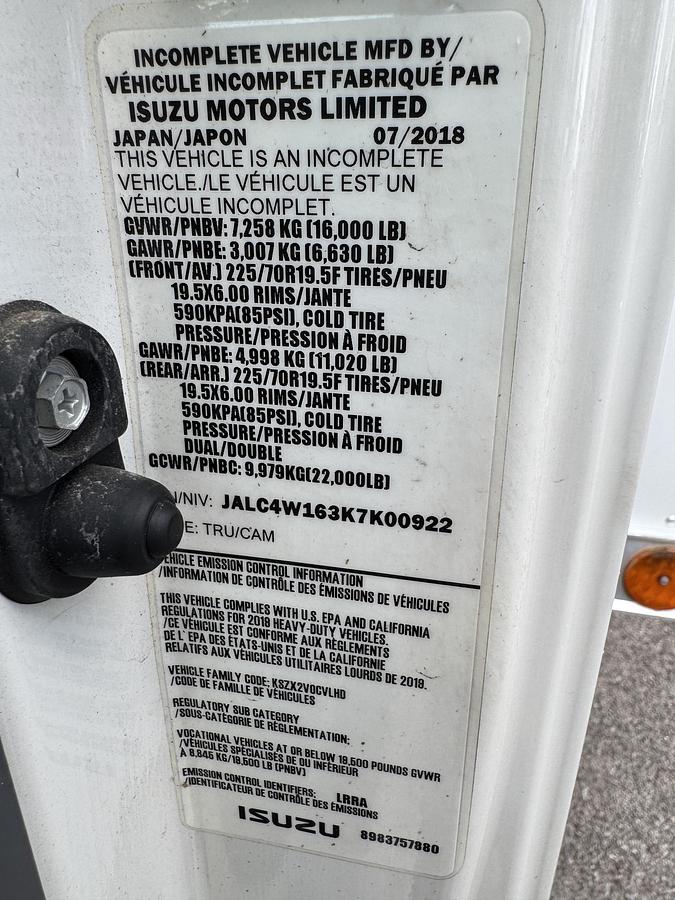 INCOMPLETE VEHICLE MFD BY/
VÉHICULE INCOMPLET FABRIQUÉ PAR
ISUZU MOTORS LIMITED
JAPAN/JAPON 07/2018
THIS VEHICLE IS AN INCOMPLETE
VEHICLE./LE VÉHICULE EST UN
VÉHICULE INCOMPLET.
GVWR/PNBV: 7,258 KG (16,000 LB)
GAWR/PNBE: 3,007 KG (6,630 LB)
(FRONT/AV.) 225/70R19.5F TIRES/PNEU
19.5X6.00 RIMS/JANTE
590KPA(85PSI), COLD TIRE
PRESSURE/PRESSION À FROID
GAWR/PNBE: 4,998 KG (11,020 LB)
(REAR/ARR.) 225/70R19.5F TIRES/PNEU
19.5X6.00 RIMS/JANTE
590KPA(85PSI), COLD TIRE
PRESSURE/PRESSION À FROID
DUAL/DOUBLE
GCWR/PNBC: 9,979KG(22,000LB)
/NIV: JALC4W163K7K00922
E: TRU/CAM
VEHICLE EMISSION CONTROL INFORMATION
/INFORMATION DE CONTRÔLE DES ÉMISSIONS DE VÉHICULES
THIS VEHICLE COMPLIES WITH U.S. EPA AND CALIFORNIA
REGULATIONS FOR 2018 HEAVY-DUTY VEHICLES.
/CE VÉHICULE EST CONFORME AUX RÈGLEMENTS
DE L' EPA DES ÉTATS-UNIS ET DE LA CALIFORNIE
RELATIFS AUX VÉHICULES UTILITAIRES LOURDS DE 2018.
VEHICLE FAMILY CODE: KSZX2VOCVLHD
/CODE DE FAMILLE DE VÉHICULES
REGULATORY SUB CATEGORY
/SOUS-CATÉGORIE DE RÉGLEMENTATION:
VOCATIONAL VEHICLES AT OR BELOW 19,500 POUNDS GVWR
/VÉHICULES SPÉCIALISÉS DE OU INFÉRIEUR
À 8,845 KG/19,500 LB (PNBV)
EMISSION CONTROL IDENTIFIERS: LRRA
/IDENTIFICATEUR DE CONTRÔLE DES ÉMISSIONS
ISUZU 8983757880